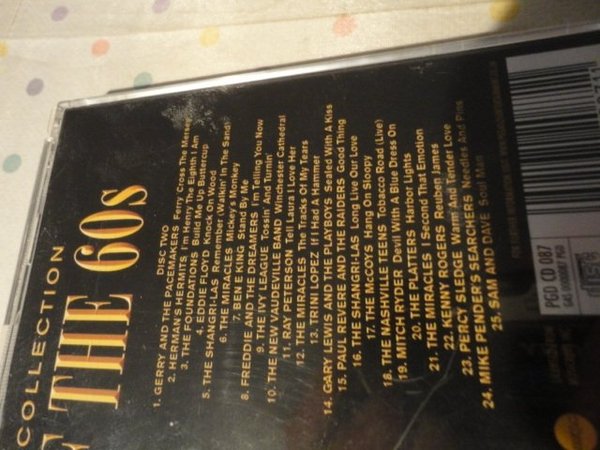 COLLECTION
THE 60s
DISC TWO
1. GERRY AND THE PACEMAKERS Ferry Cross The Mersey
2. HERMAN'S HERMITS I'm Henry The Eighth I Am
3. THE FOUNDATIONS Me Up Buttercup
4. EDDIE FLOYD Knock On Wood
5. THE SHANGRI-LAS Remember (Walkin' In The Sand)
6. THE MIRACLES Mickey's Monkey
7. BEN E KING Stand By Me
8. FREDDIE AND THE DREAMERS I'm Telling You Now
9. THE IVY LEAGUE Tossin' And Turnin'
10. THE NEW VAUDEVILLE BAND Winchester Cathedral
11. RAY PETERSON Tell Laura I Love Her
12. THE MIRACLES The Tracks Of My Tears
13. TRINI LOPEZ If I Had A Hammer
14. GARY LEWIS AND THE PLAYBOYS Sealed With A Kiss
15. PAUL REVERE AND THE RAIDERS Good Thing
16. THE SHANGRI-LAS Long Live Our Love
17. THE McCOYS Hang On Sloopy
18. THE NASHVILLE TEENS Tobacco Road (Live)
19. MITCH RYDER Devil With A Blue Dress On
20. THE PLATTERS Harbor Lights
21. THE MIRACLES I Second That Emotion
22. KENNY ROGERS Reuben James
23. PERCY SLEDGE Warm And Tender Love
24. MIKE PENDER'S SEARCHERS Needles And Pins
25. SAM AND DAVE Soul Man
PGD CD 087